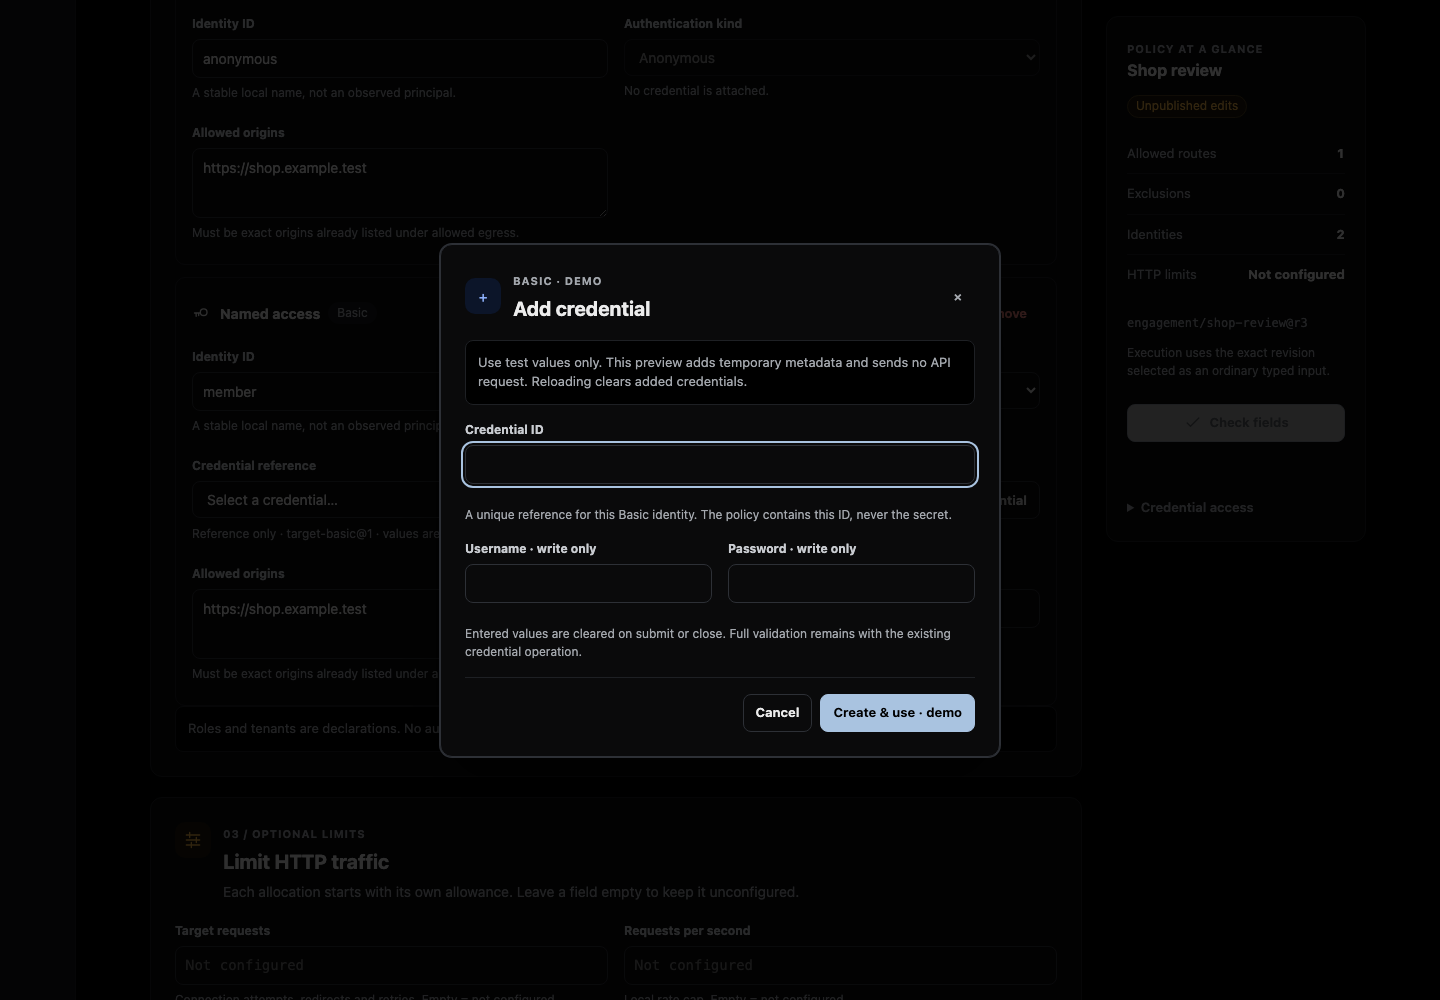 Identity ID
anonymous
A stable local name, not an observed principal.
Authentication kind
Anonymous
No credential is attached.
Allowed origins
https://shop.example.test
Must be exact origins already listed under allowed egress.
Named access
Basic
Identity ID
member
A stable local name, not an observed
Credential reference
Select a credential...
Reference only · target-basic@1 · values are
Allowed origins
https://shop.example.test
Must be exact origins already listed under a
Roles and tenants are declarations. No au
BASIC · DEMO
Add credential
×
Use test values only. This preview adds temporary metadata and sends no API
request. Reloading clears added credentials.
Credential ID
A unique reference for this Basic identity. The policy contains this ID, never the secret.
Username · write only
Password · write only
Entered values are cleared on submit or close. Full validation remains with the existing
credential operation.
Cancel
Create & use · demo
03 / OPTIONAL LIMITS
Limit HTTP traffic
Each allocation starts with its own allowance. Leave a field empty to keep it unconfigured.
Target requests
Not configured
Requests per second
Not configured
POLICY AT A GLANCE
Shop review
Unpublished edits
Allowed routes 1
Exclusions 0
Identities 2
HTTP limits Not configured
engagement/shop-review@r3
Execution uses the exact revision
selected as an ordinary typed input.
Check fields
Credential access